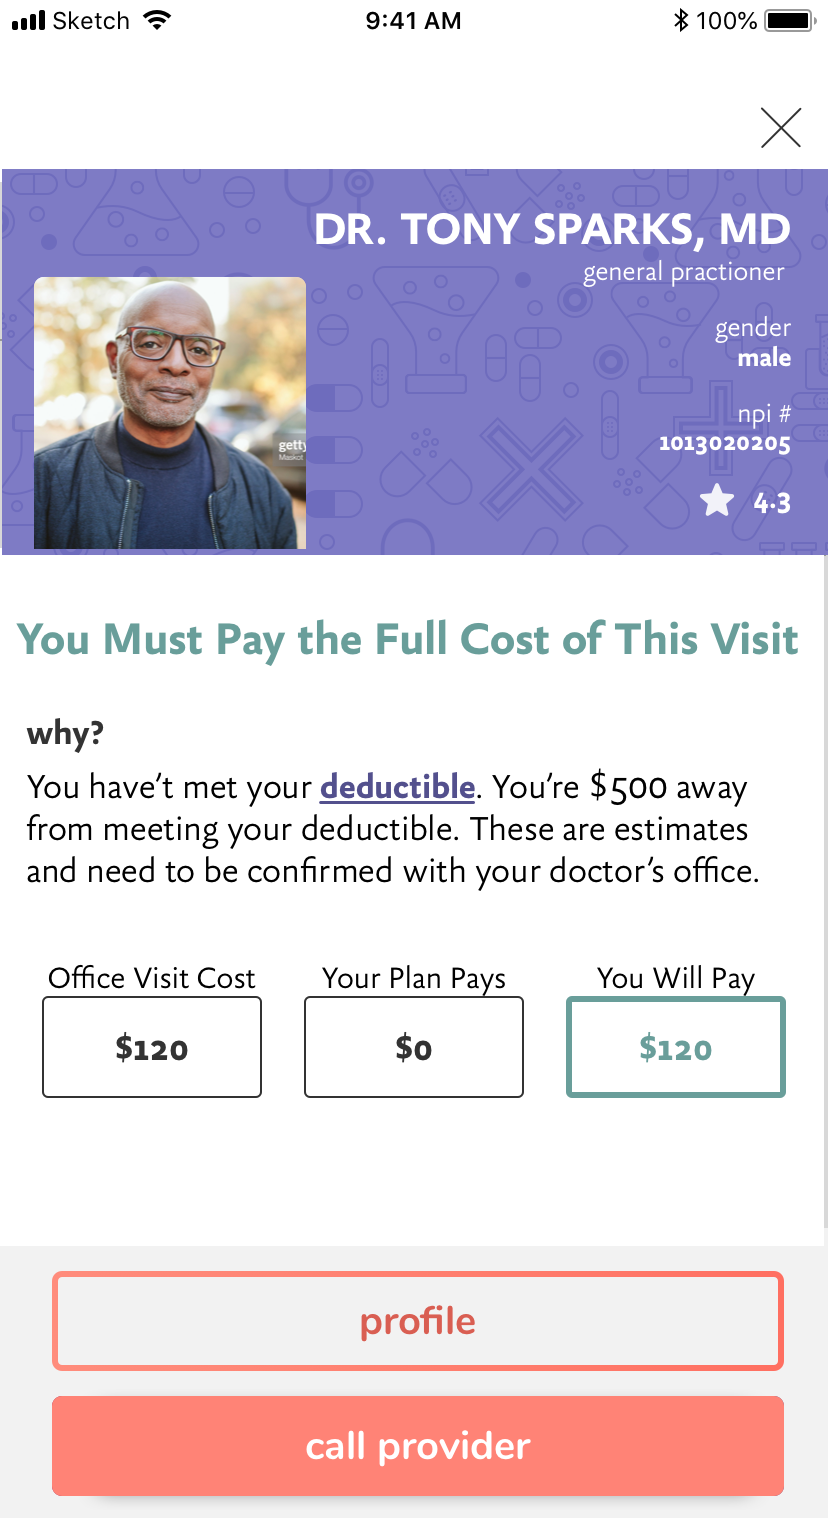 Sketch 9:41 AM 100%
DR. TONY SPARKS, MD
general practioner
gender
male
npi #
1013020205
4.3
getty
Maskot
You Must Pay the Full Cost of This Visit
why?
You have't met your deductible. You're $500 away
from meeting your deductible. These are estimates
and need to be confirmed with your doctor's office.
Office Visit Cost Your Plan Pays You Will Pay
$120 $0 $120
profile
call provider